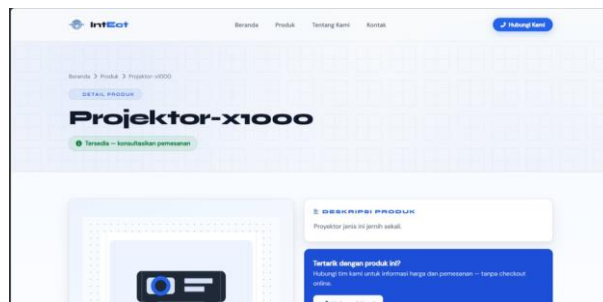 IntEot
Beranda
Produk
Tentang Kami
Kontak
Hubungi Kami
Beranda > Produk > Projektor-x1000
DETAIL PRODUK
Projektor-x1000
Tersedia — konsultasikan pemesanan
DESKRIPSI PRODUK
Proyektor jenis ini jernih sekali.
Tertarik dengan produk ini?
Hubungi tim kami untuk informasi harga dan pemesanan — tanpa checkout
online.